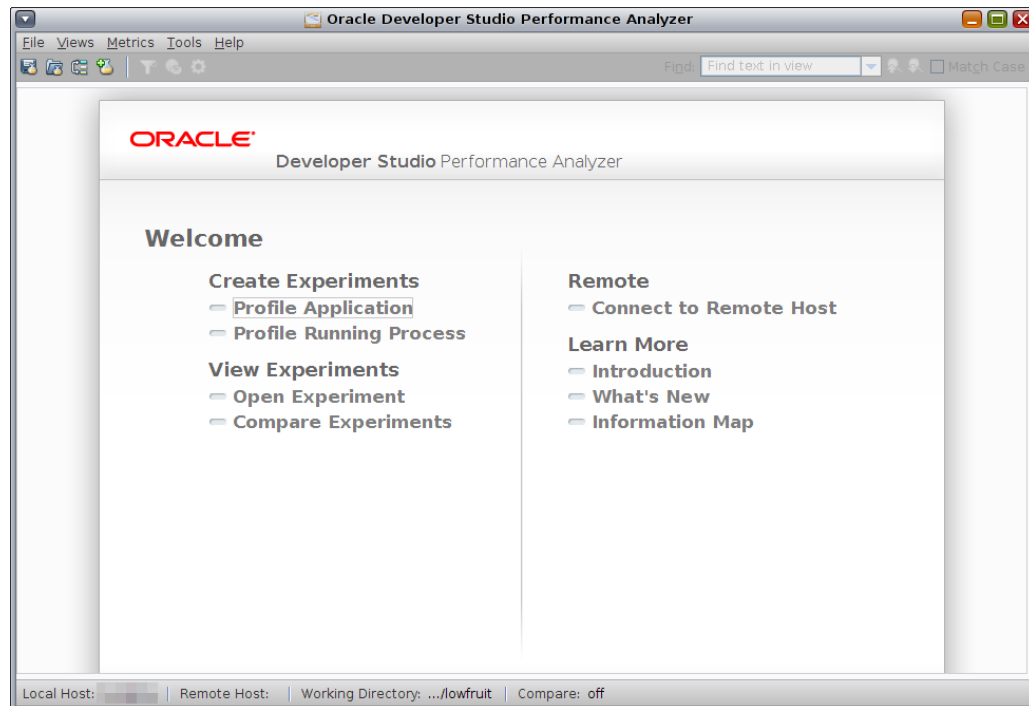 Oracle Developer Studio Performance Analyzer
File Views Metrics Tools Help
Find: Find text in view Match Case
ORACLE
Developer Studio Performance Analyzer
Welcome
Create Experiments
Profile Application
Profile Running Process
View Experiments
Open Experiment
Compare Experiments
Remote
Connect to Remote Host
Learn More
Introduction
What's New
Information Map
Local Host: Remote Host: Working Directory: .../lowfruit Compare: off